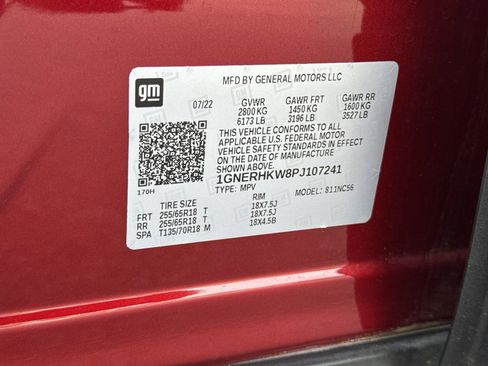 gm
MFD BY GENERAL MOTORS LLC
07/22 GVWR GAWR FRT GAWR RR
2800 KG 1450 KG 1600 KG
6173 LB 3196 LB 3527 LB
THIS VEHICLE CONFORMS TO ALL
APPLICABLE U.S. FEDERAL MOTOR
VEHICLE SAFETY STANDARDS IN EFFECT
ON THE DATE OF MANUFACTURE
SHOWN ABOVE.
1GNERHKW8PJ107241
170H TYPE: MPV MODEL: 811NC56
TIRE SIZE RIM
FRT 255/65R18 T 18X7.5J
RR 255/65R18 T 18X7.5J
SPA T135/70R18 M 18X4.5B